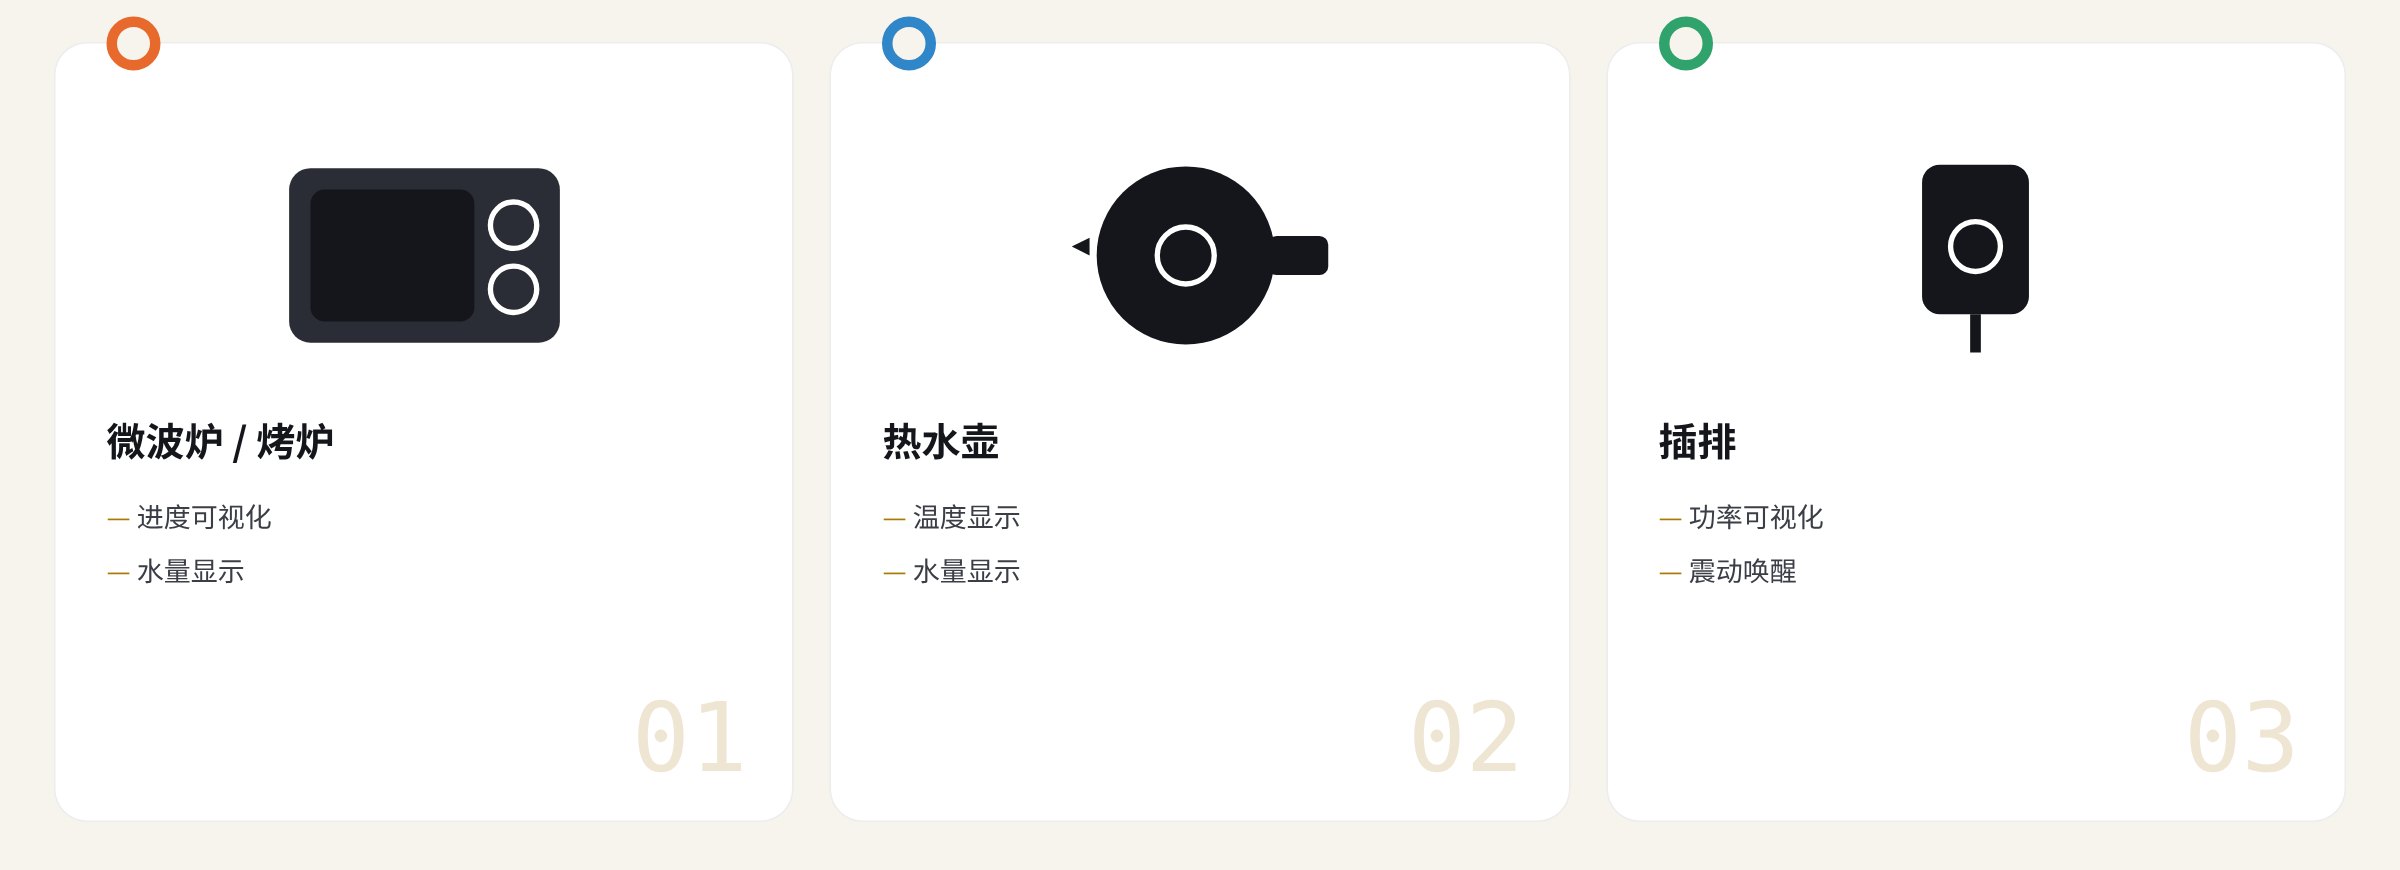 微波炉 / 烤炉
— 进度可视化
— 水量显示
01
热水壶
— 温度显示
— 水量显示
02
插排
— 功率可视化
— 震动唤醒
03